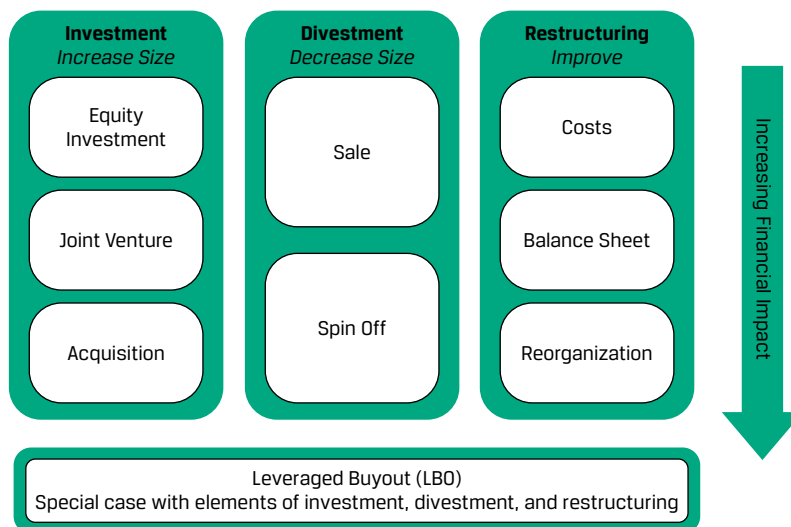 Investment
Increase Size
Equity
Investment
Joint Venture
Acquisition
Divestment
Decrease Size
Sale
Spin Off
Restructuring
Improve
Costs
Balance Sheet
Reorganization
Increasing Financial Impact
Leveraged Buyout (LBO)
Special case with elements of investment, divestment, and restructuring